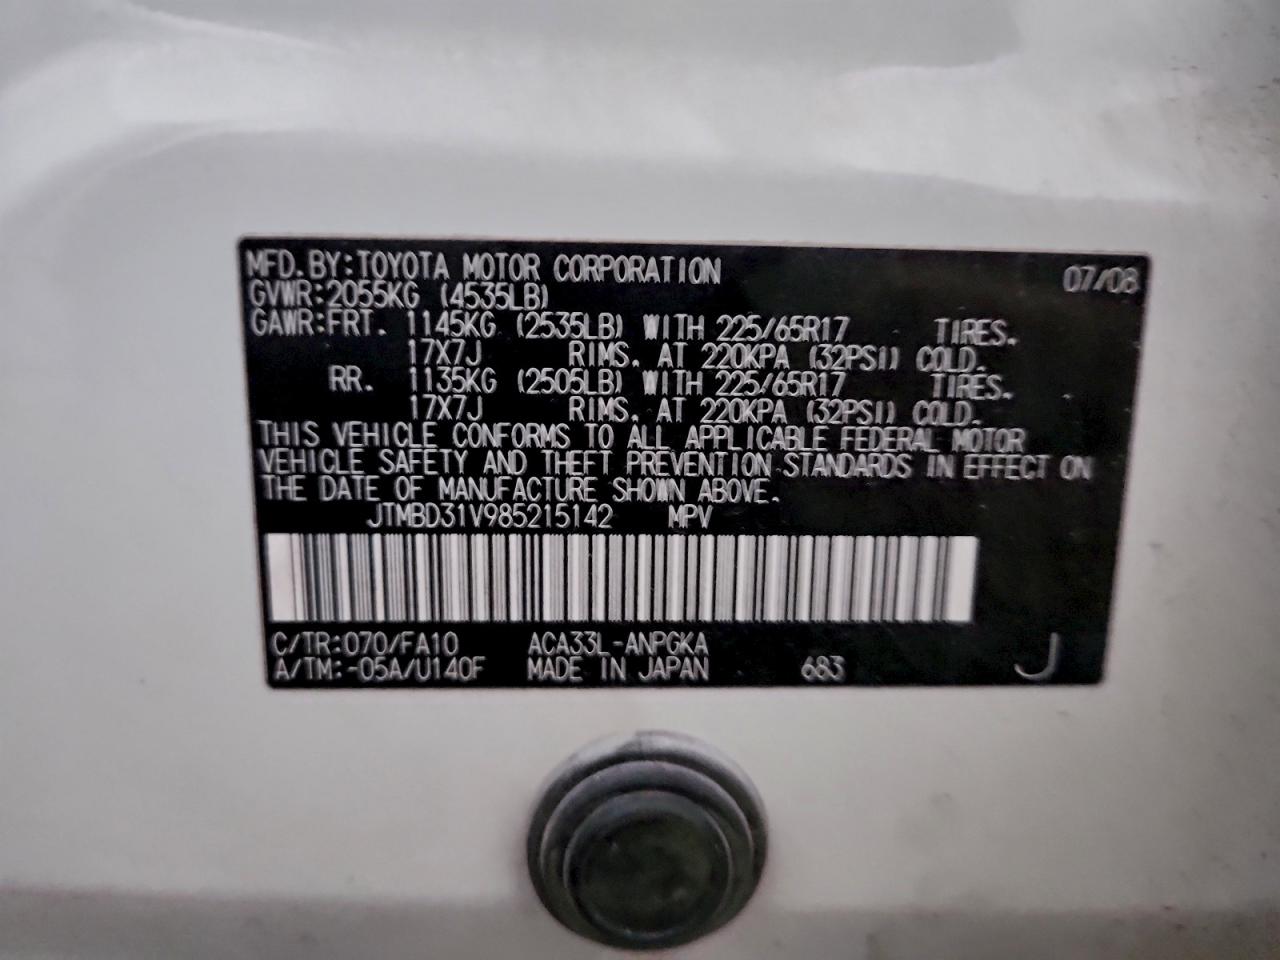 MFD.BY:TOYOTA MOTOR CORPORATION 07/08
GVWR:2055KG (4535LB)
GAWR:FRT. 1145KG (2535LB) WITH 225/65R17 TIRES.
17X7J RIMS. AT 220KPA (32PSI) COLD.
RR. 1135KG (2505LB) WITH 225/65R17 TIRES.
17X7J RIMS. AT 220KPA (32PSI) COLD.
THIS VEHICLE CONFORMS TO ALL APPLICABLE FEDERAL MOTOR
VEHICLE SAFETY AND THEFT PREVENTION STANDARDS IN EFFECT ON
THE DATE OF MANUFACTURE SHOWN ABOVE.
JTMBD31V985215142 MPV
C/TR:070/FA10 ACA33L-ANPGKA
A/TM:-05A/U140F MADE IN JAPAN 683 J